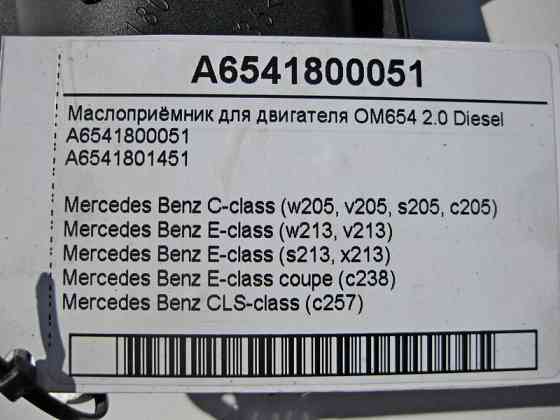 A6541800051
Маслоприёмник для двигателя OM654 2.0 Diesel
A6541800051
A6541801451
Mercedes Benz C-class (w205, v205, s205, c205)
Mercedes Benz E-class (w213, v213)
Mercedes Benz E-class (s213, x213)
Mercedes Benz E-class coupe (c238)
Mercedes Benz CLS-class (c257)